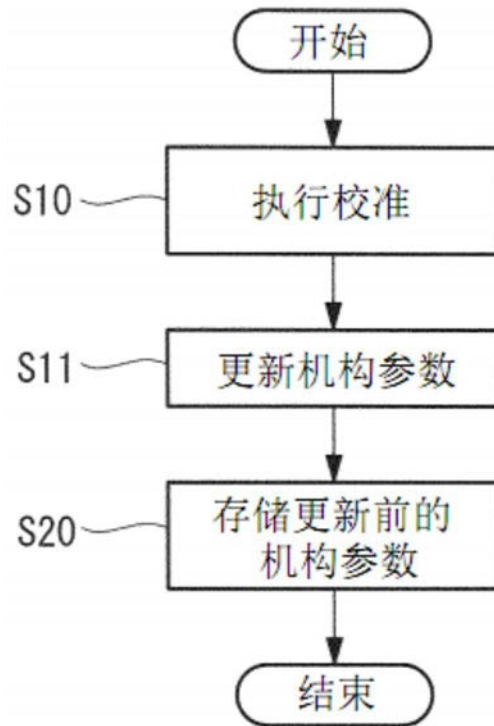 开始
S10
执行校准
S11
更新机构参数
S20
存储更新前的
机构参数
结束